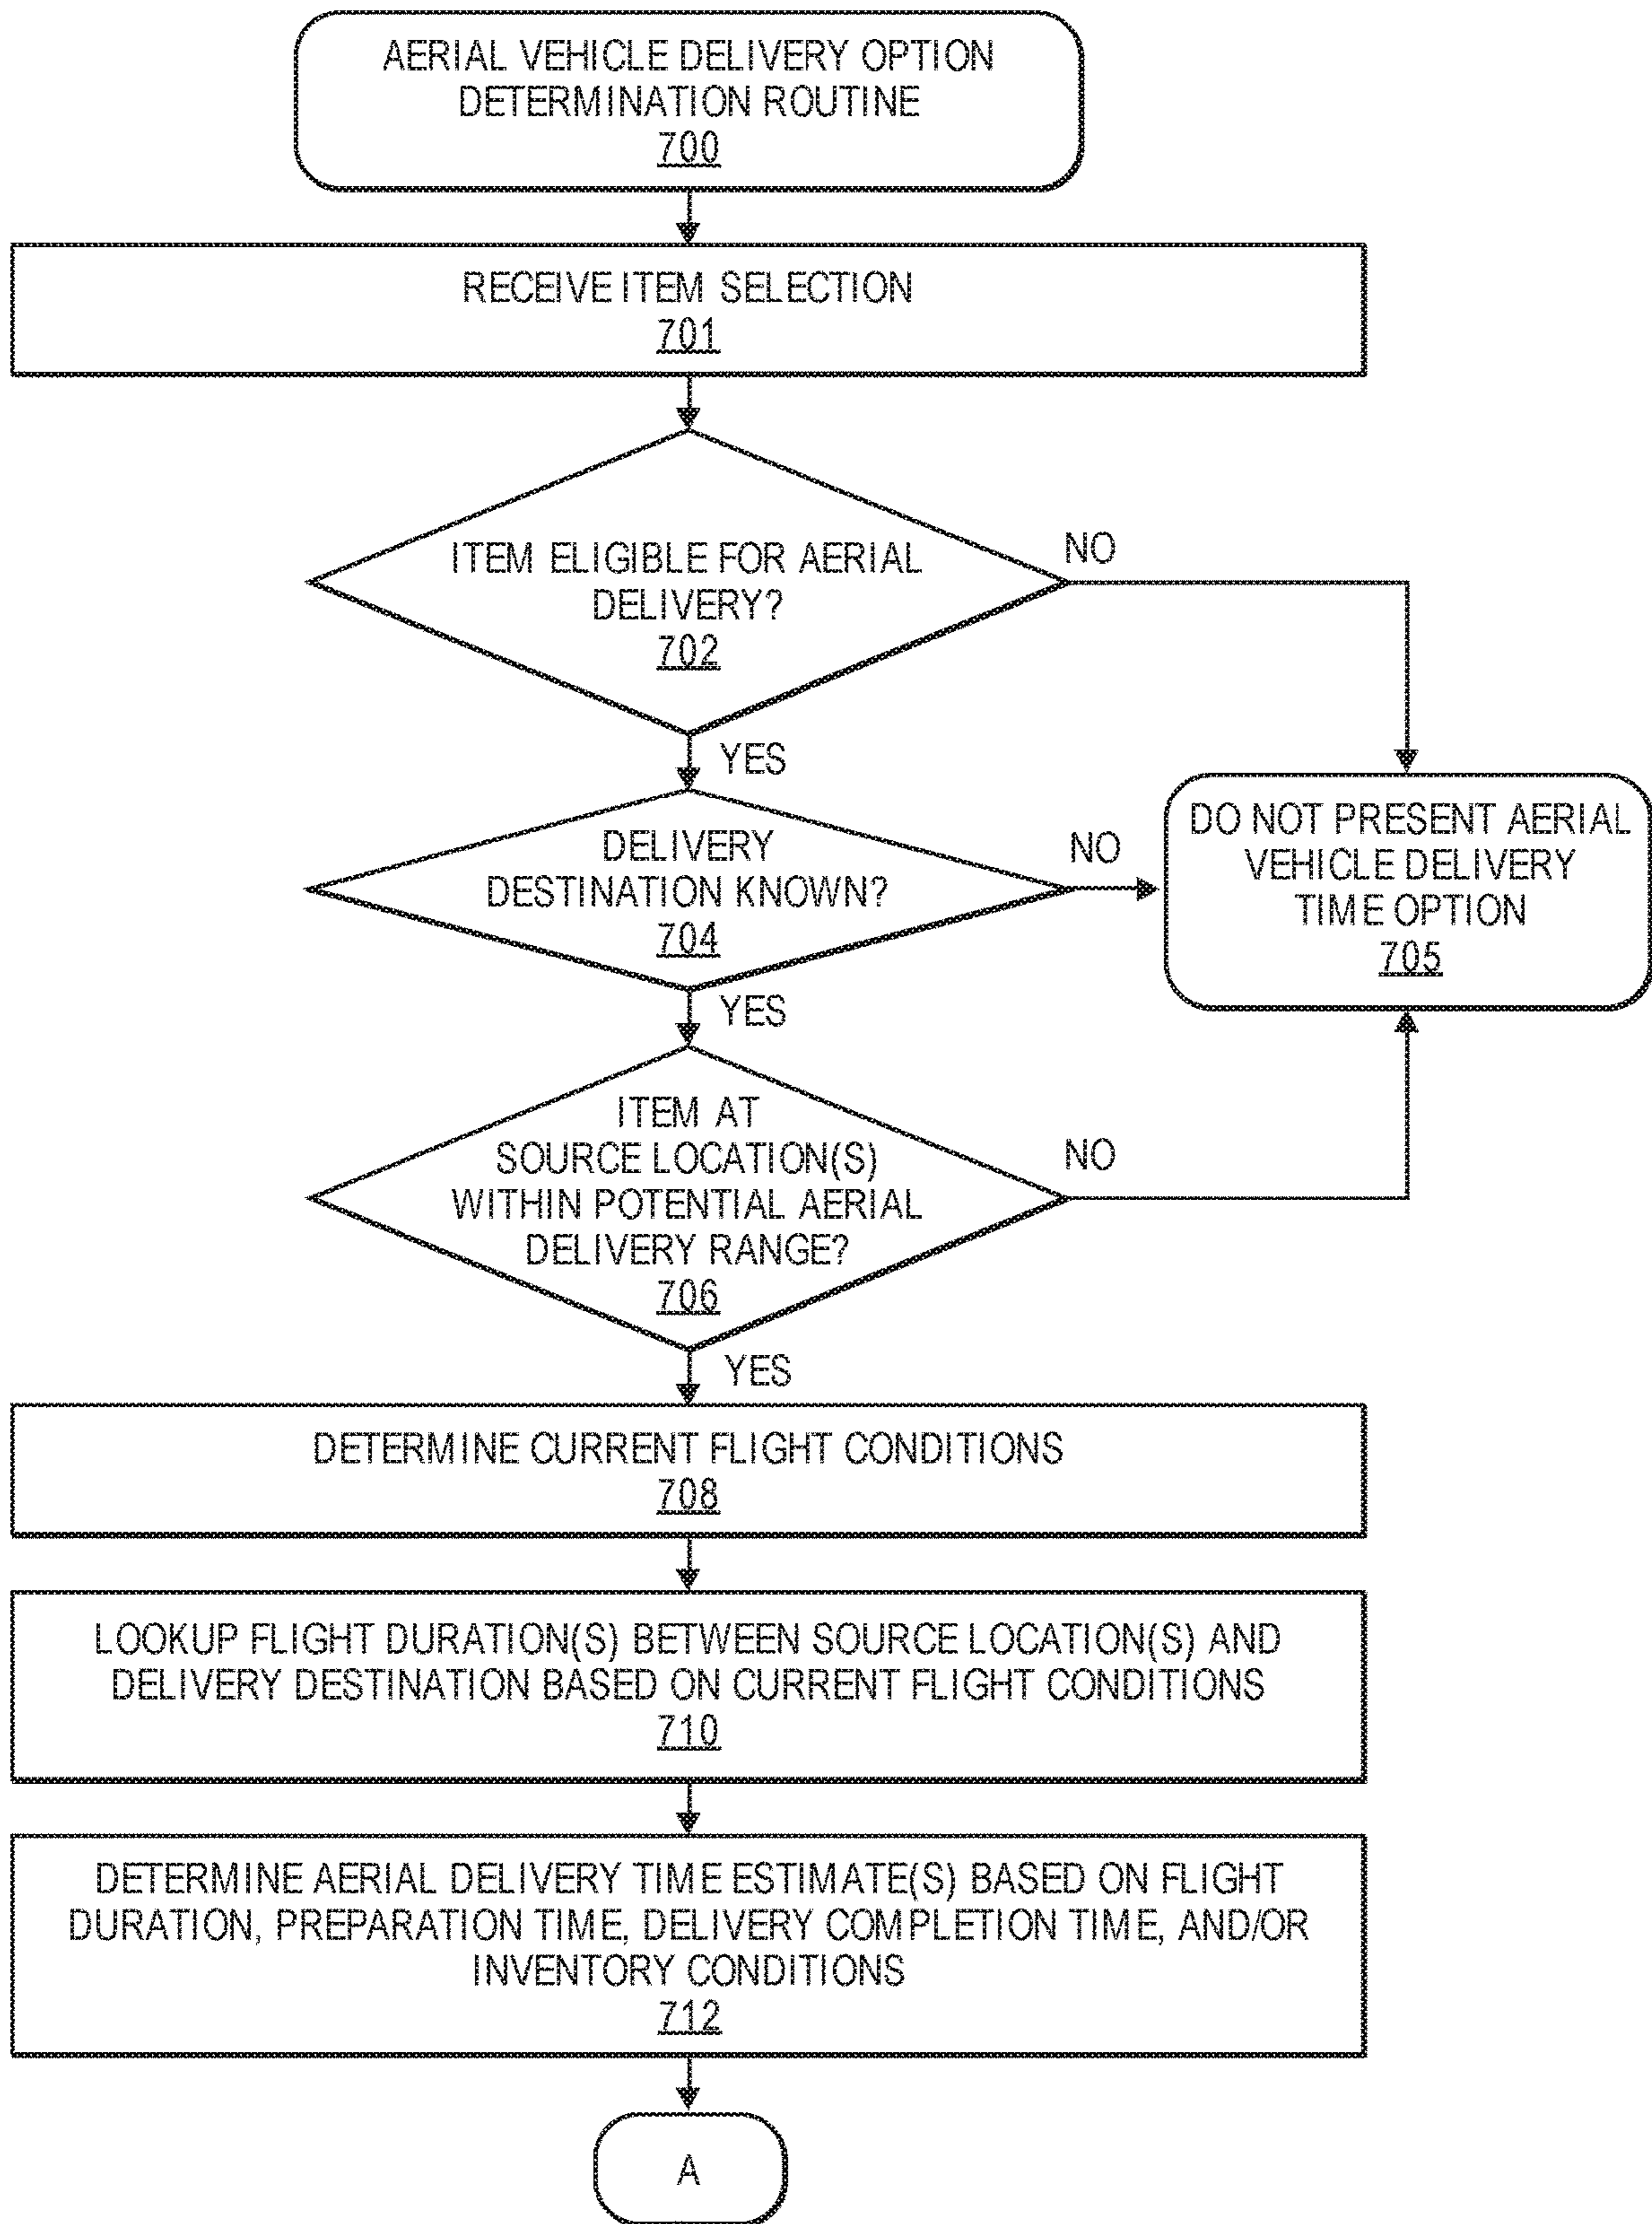 AERIAL VEHICLE DELIVERY OPTION
DETERMINATION ROUTINE
700
RECEIVE ITEM SELECTION
701
ITEM ELIGIBLE FOR AERIAL
DELIVERY?
702
NO
YES
DELIVERY
DESTINATION KNOWN?
704
NO
DO NOT PRESENT AERIAL
VEHICLE DELIVERY
TIME OPTION
705
YES
ITEM AT
SOURCE LOCATION(S)
WITHIN POTENTIAL AERIAL
DELIVERY RANGE?
706
NO
YES
DETERMINE CURRENT FLIGHT CONDITIONS
708
LOOKUP FLIGHT DURATION(S) BETWEEN SOURCE LOCATION(S) AND
DELIVERY DESTINATION BASED ON CURRENT FLIGHT CONDITIONS
710
DETERMINE AERIAL DELIVERY TIME ESTIMATE(S) BASED ON FLIGHT
DURATION, PREPARATION TIME, DELIVERY COMPLETION TIME, AND/OR
INVENTORY CONDITIONS
712
A